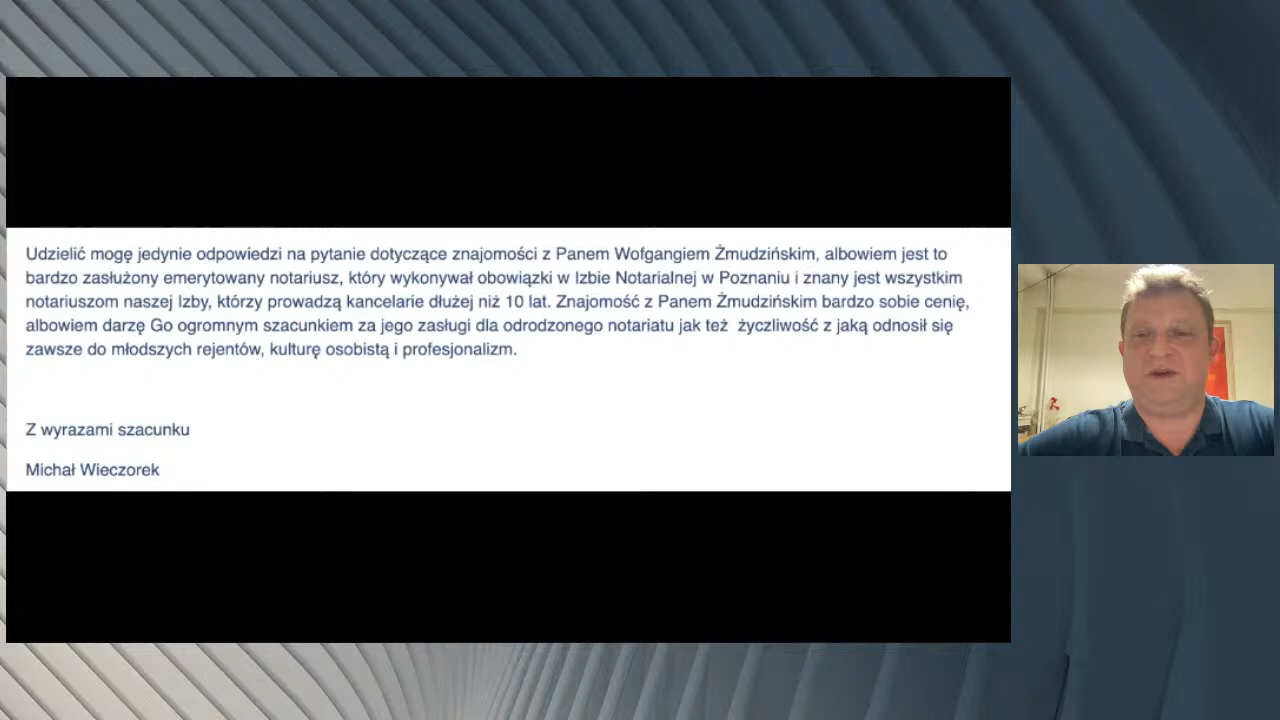 Udzielić mogę jedynie odpowiedzi na pytanie dotyczące znajomości z Panem Wofgangiem Żmudzińskim, albowiem jest to
bardzo zasłużony emerytowany notariusz, który wykonywał obowiązki w Izbie Notarialnej w Poznaniu i znany jest wszystkim
notariuszom naszej Izby, którzy prowadzą kancelarie dłużej niż 10 lat. Znajomość z Panem Żmudzińskim bardzo sobie cenię,
albowiem darzę Go ogromnym szacunkiem za jego zasługi dla odrodzonego notariatu jak też życzliwość z jaką odnosił się
zawsze do młodszych rejentów, kulturę osobistą i profesjonalizm.
Z wyrazami szacunku
Michał Wieczorek